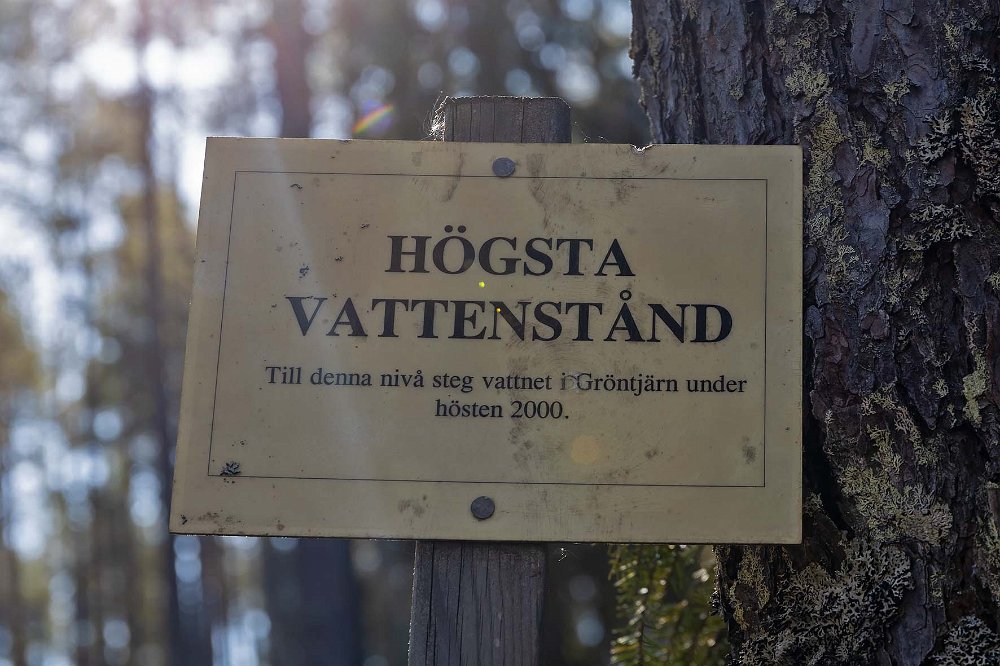 HÖGSTA
VATTENSTÅND
Till denna nivå steg vattnet i Gröntjärn under
hösten 2000.